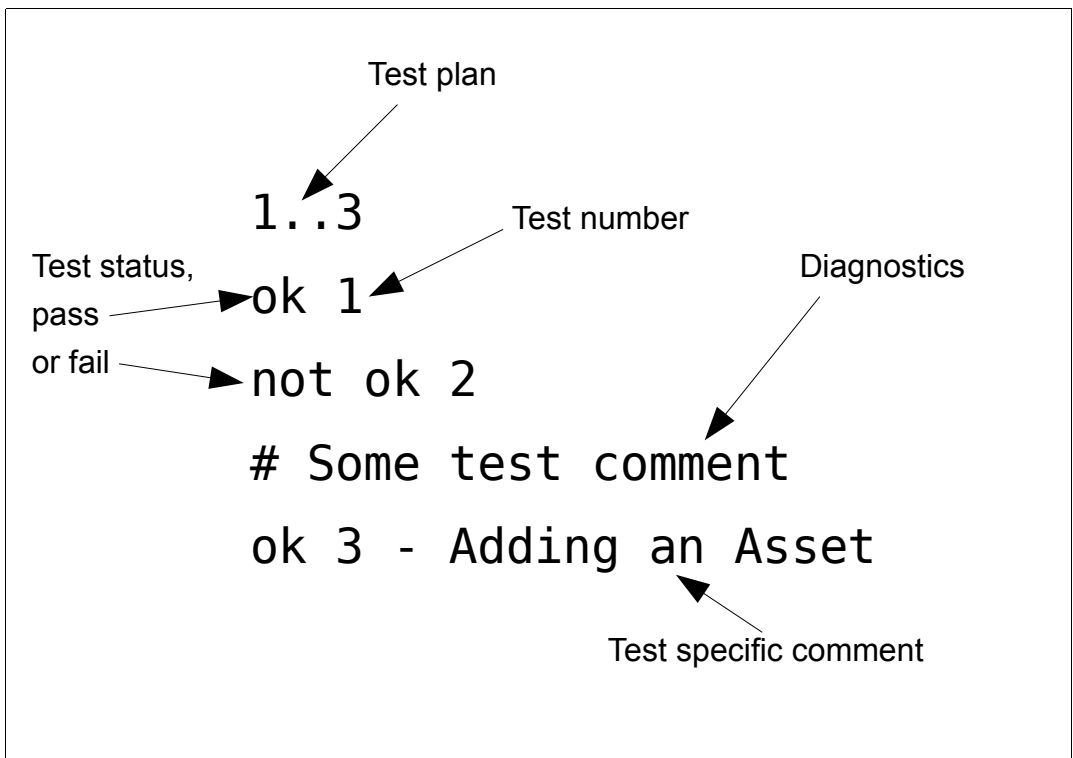 Test plan
1..3
Test number
Test status,
pass
or fail
Diagnostics
ok 1
not ok 2
# Some test comment
ok 3 - Adding an Asset
Test specific comment